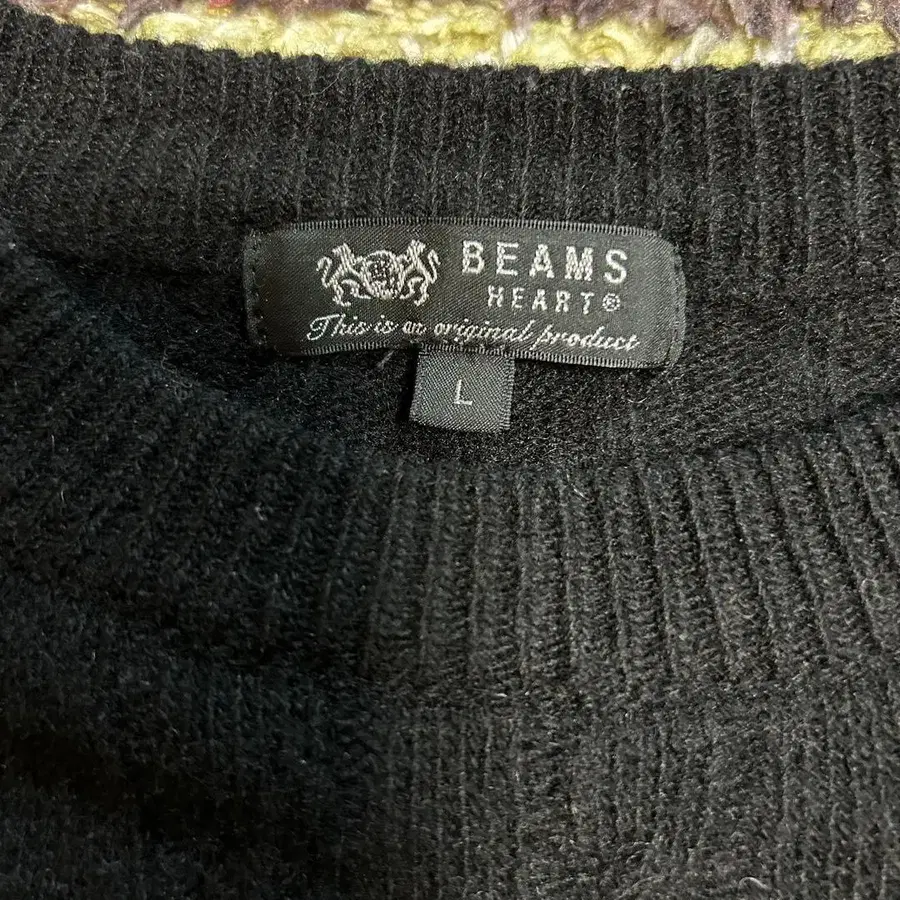 BEAMS
HEART®
This is an original product
L